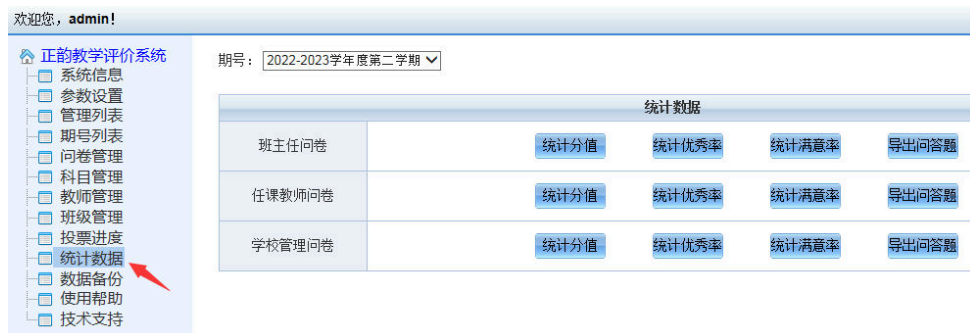 欢迎您，admin！
正韵教学评价系统
系统信息
参数设置
管理列表
期号列表
问卷管理
科目管理
教师管理
班级管理
投票进度
统计数据
数据备份
使用帮助
技术支持
期号： 2022-2023学年度第二学期
统计数据
班主任问卷 统计分值 统计优秀率 统计满意率 导出问答题
任课教师问卷 统计分值 统计优秀率 统计满意率 导出问答题
学校管理问卷 统计分值 统计优秀率 统计满意率 导出问答题